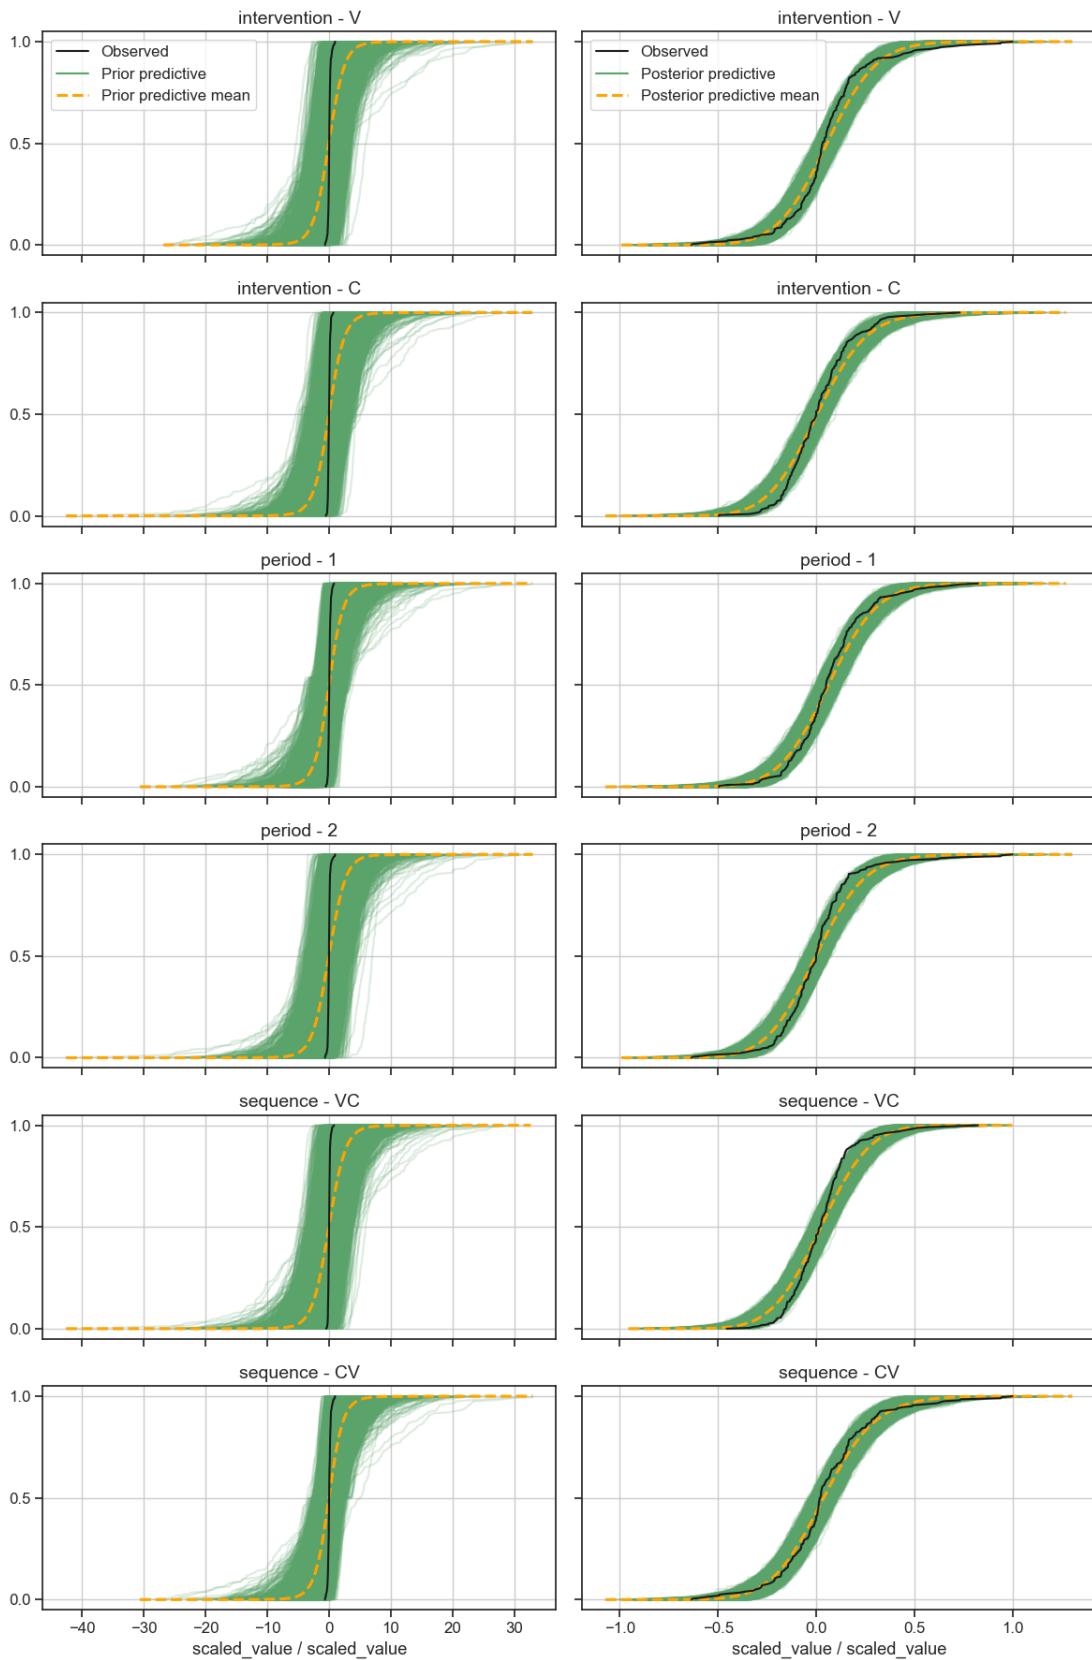 intervention - V
1.0
0.5
0.0
Observed
Prior predictive
Prior predictive mean
intervention - V
Observed
Posterior predictive
Posterior predictive mean
intervention - C
1.0
0.5
0.0
intervention - C
period - 1
1.0
0.5
0.0
period - 1
period - 2
1.0
0.5
0.0
period - 2
sequence - VC
1.0
0.5
0.0
sequence - VC
sequence - CV
1.0
0.5
0.0
−40 −30 −20 −10 0 10 20 30
scaled_value / scaled_value
sequence - CV
−1.0 −0.5 0.0 0.5 1.0
scaled_value / scaled_value